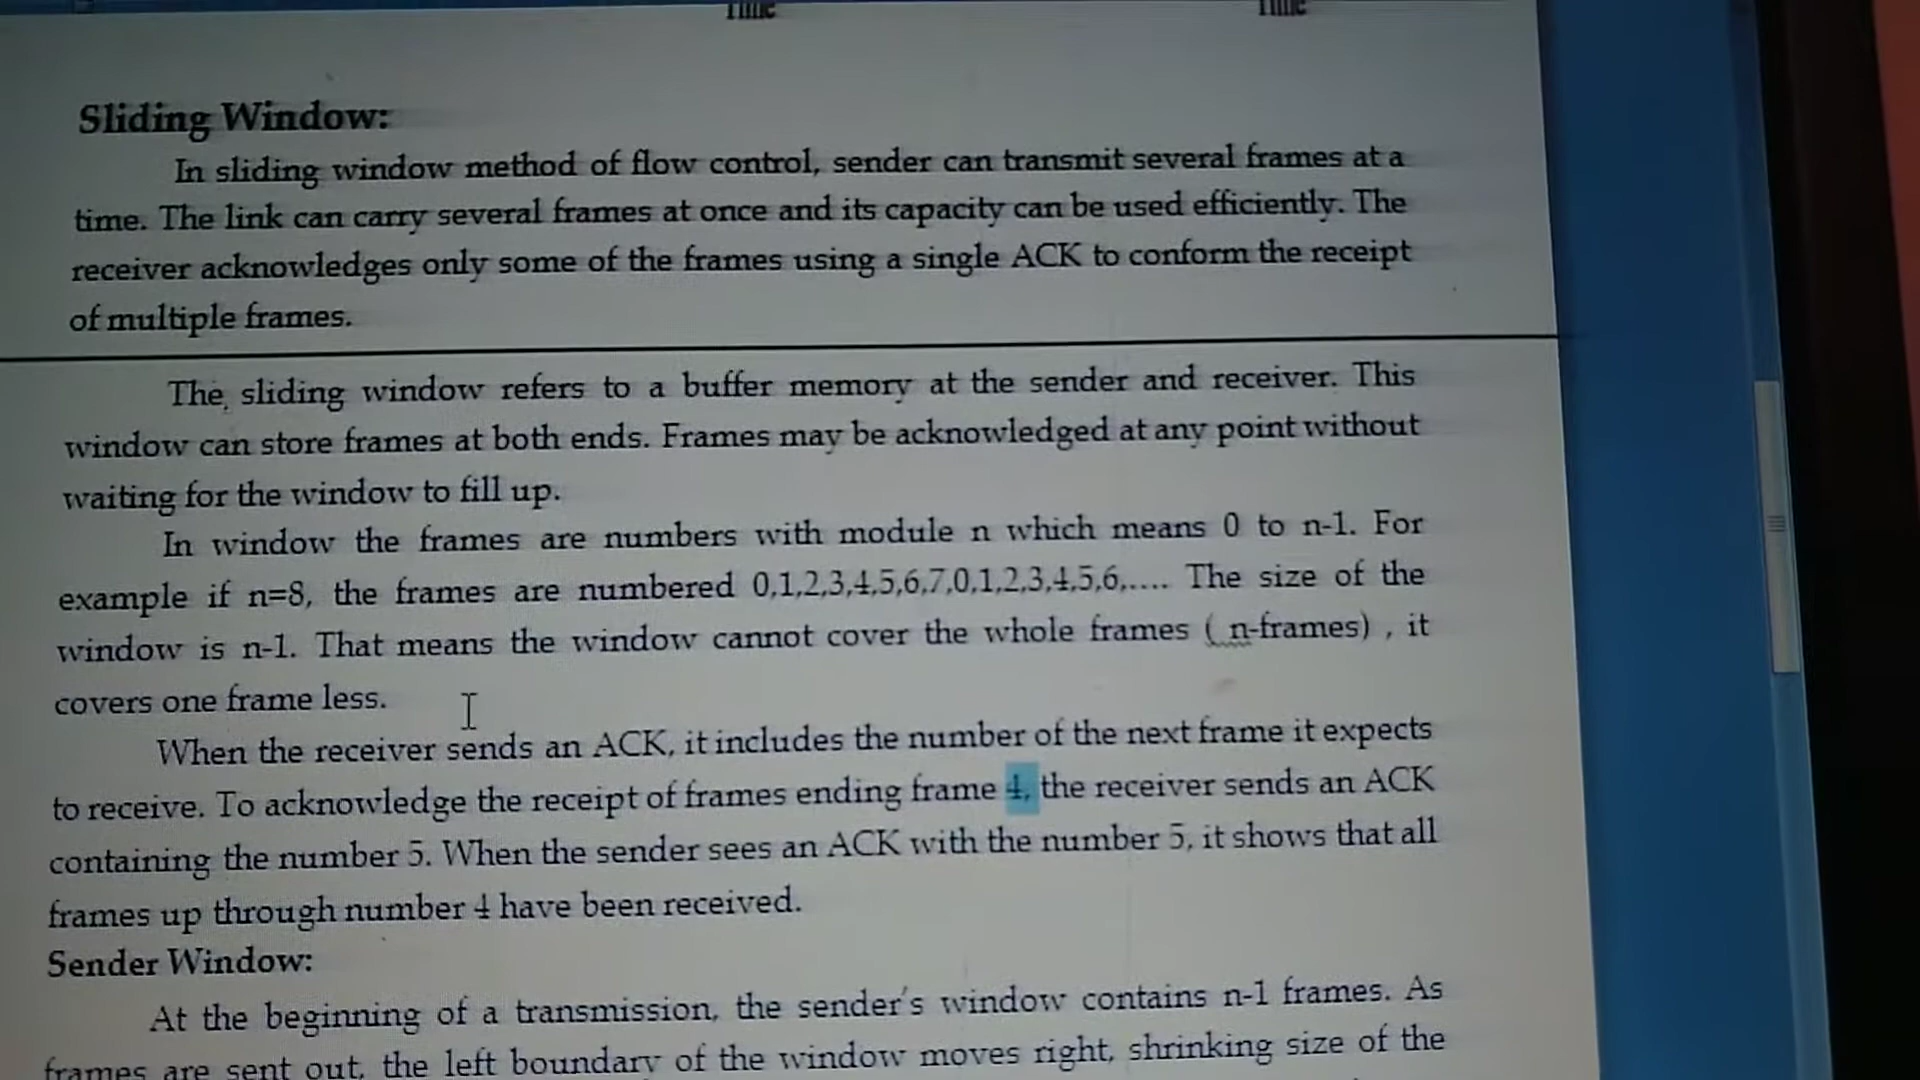 Time Time
Sliding Window:
In sliding window method of flow control, sender can transmit several frames at a
time. The link can carry several frames at once and its capacity can be used efficiently. The
receiver acknowledges only some of the frames using a single ACK to conform the receipt
of multiple frames.
The sliding window refers to a buffer memory at the sender and receiver. This
window can store frames at both ends. Frames may be acknowledged at any point without
waiting for the window to fill up.
In window the frames are numbers with module n which means 0 to n-1. For
example if n=8, the frames are numbered 0,1,2,3,4,5,6,7,0,1,2,3,4,5,6,.... The size of the
window is n-1. That means the window cannot cover the whole frames ( n-frames) , it
covers one frame less.
When the receiver sends an ACK, it includes the number of the next frame it expects
to receive. To acknowledge the receipt of frames ending frame 4, the receiver sends an ACK
containing the number 5. When the sender sees an ACK with the number 5, it shows that all
frames up through number 4 have been received.
Sender Window:
At the beginning of a transmission, the sender's window contains n-1 frames. As
frames are sent out, the left boundary of the window moves right, shrinking size of the